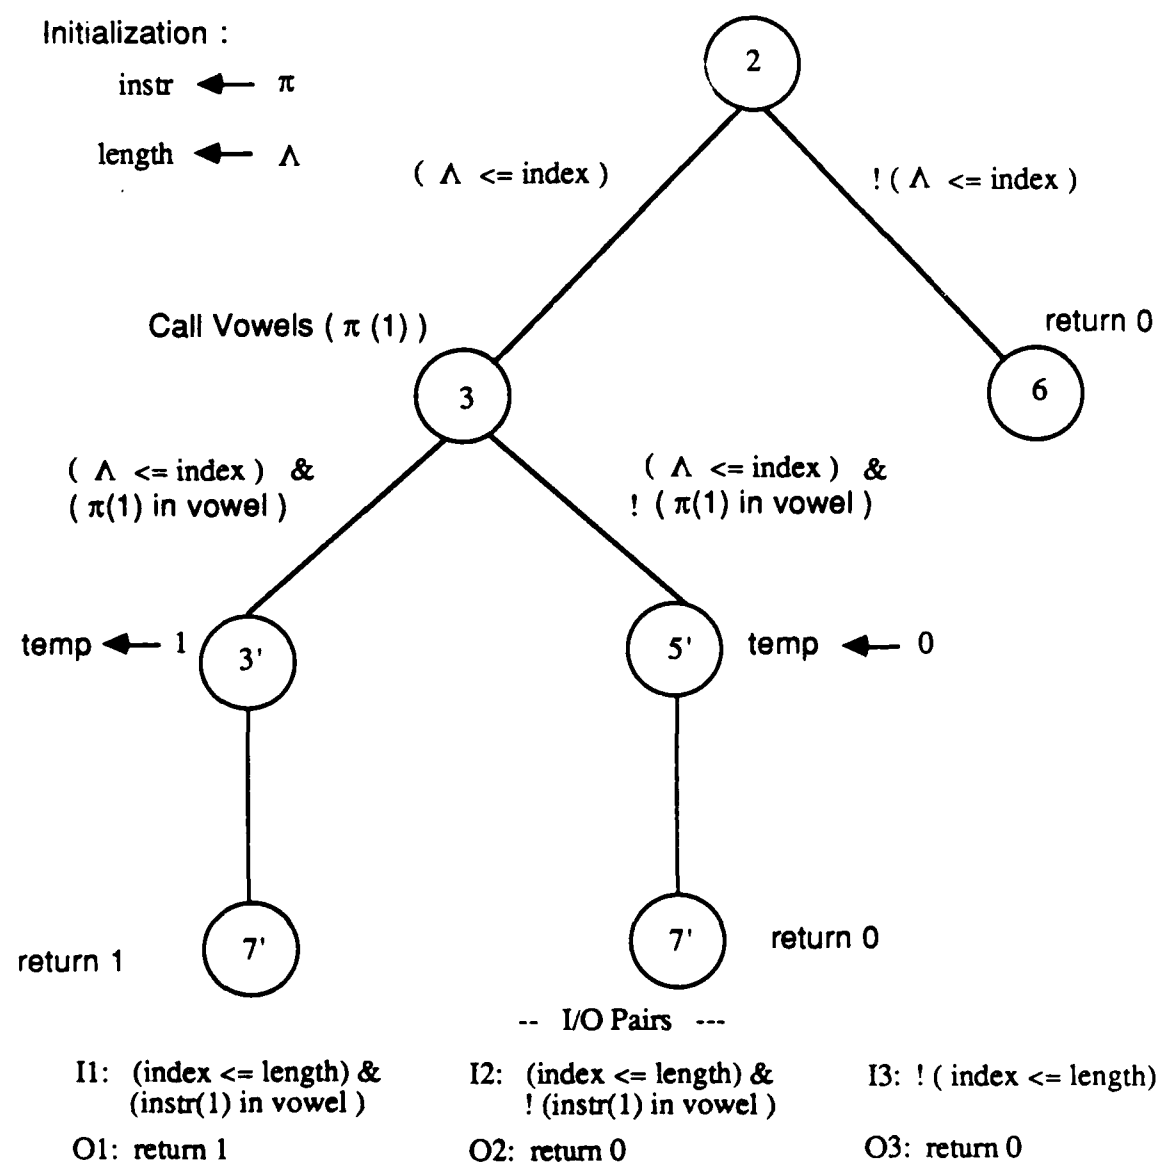 Initialization :
instr ← π
length ← Λ
2
( Λ <= index )
! ( Λ <= index )
Call Vowels ( π (1) )
return 0
3
6
( Λ <= index ) &
( π(1) in vowel )
( Λ <= index ) &
! ( π(1) in vowel )
temp ← 1
3'
5'
temp ← 0
return 1
7'
7'
return 0
-- I/O Pairs ---
I1: (index <= length) &
(instr(1) in vowel )
I2: (index <= length) &
! (instr(1) in vowel )
I3: ! ( index <= length)
O1: return 1
O2: return 0
O3: return 0